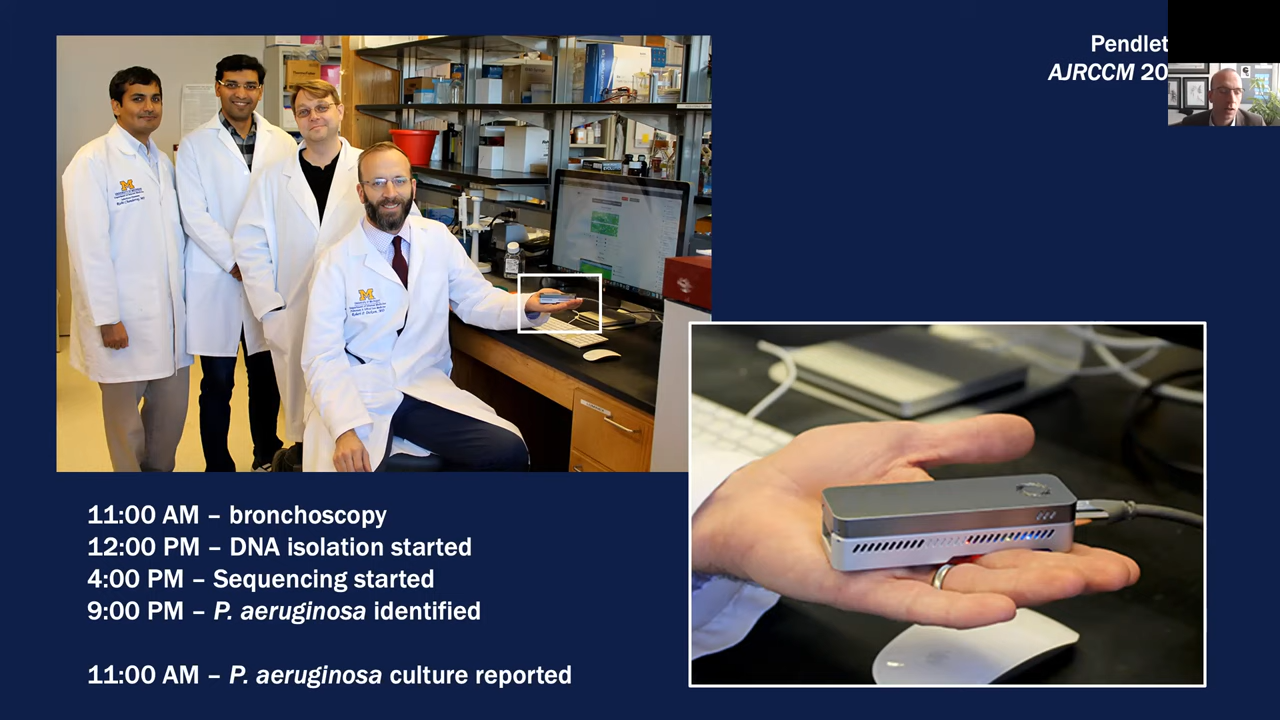 Pendlet
AJRCCM 20
11:00 AM – bronchoscopy
12:00 PM – DNA isolation started
4:00 PM – Sequencing started
9:00 PM – P. aeruginosa identified
11:00 AM – P. aeruginosa culture reported